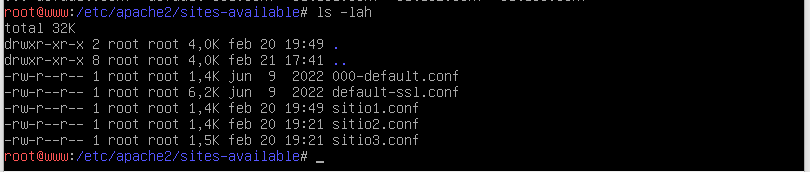 root@www:/etc/apache2/sites-available# ls -lah
total 32K
drwxr-xr-x 2 root root 4,0K feb 20 19:49 .
drwxr-xr-x 8 root root 4,0K feb 21 17:41 ..
-rw-r--r-- 1 root root 1,4K jun  9  2022 000-default.conf
-rw-r--r-- 1 root root 6,2K jun  9  2022 default-ssl.conf
-rw-r--r-- 1 root root 1,4K feb 20 19:49 sitio1.conf
-rw-r--r-- 1 root root 1,4K feb 20 19:21 sitio2.conf
-rw-r--r-- 1 root root 1,5K feb 20 19:21 sitio3.conf
root@www:/etc/apache2/sites-available# _